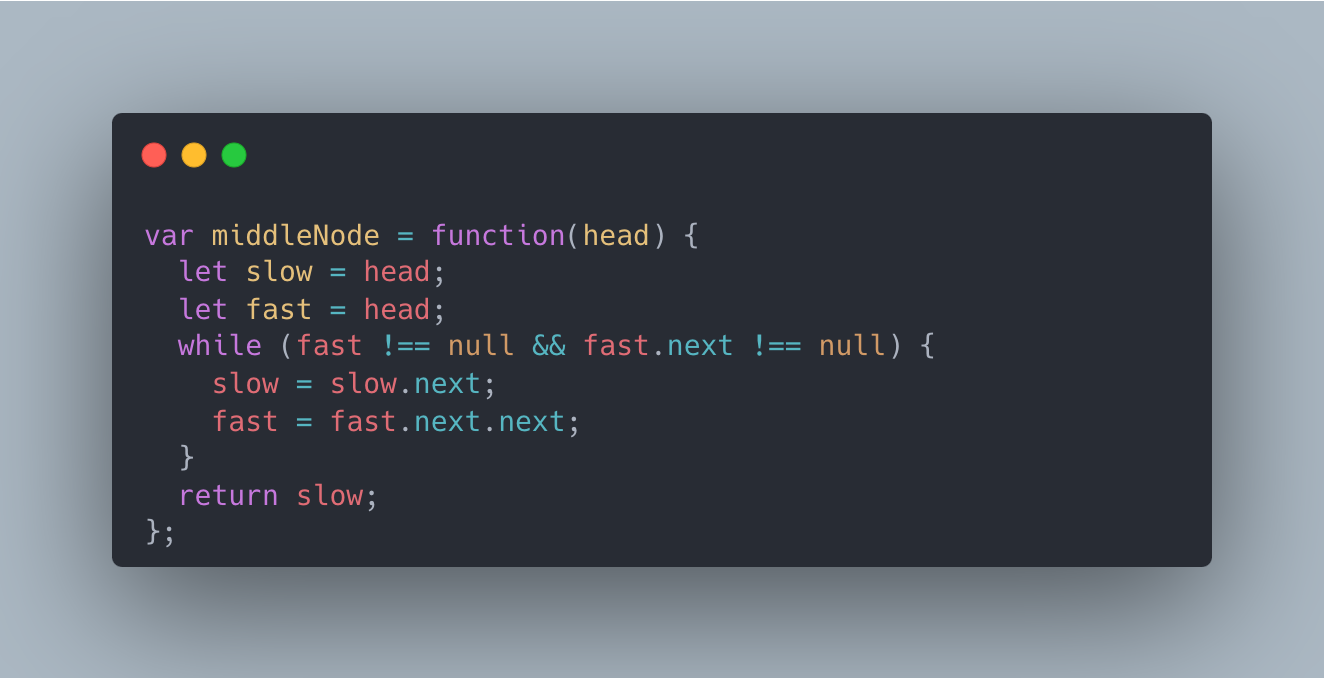 var middleNode = function(head) {
  let slow = head;
  let fast = head;
  while (fast !== null && fast.next !== null) {
    slow = slow.next;
    fast = fast.next.next;
  }
  return slow;
};